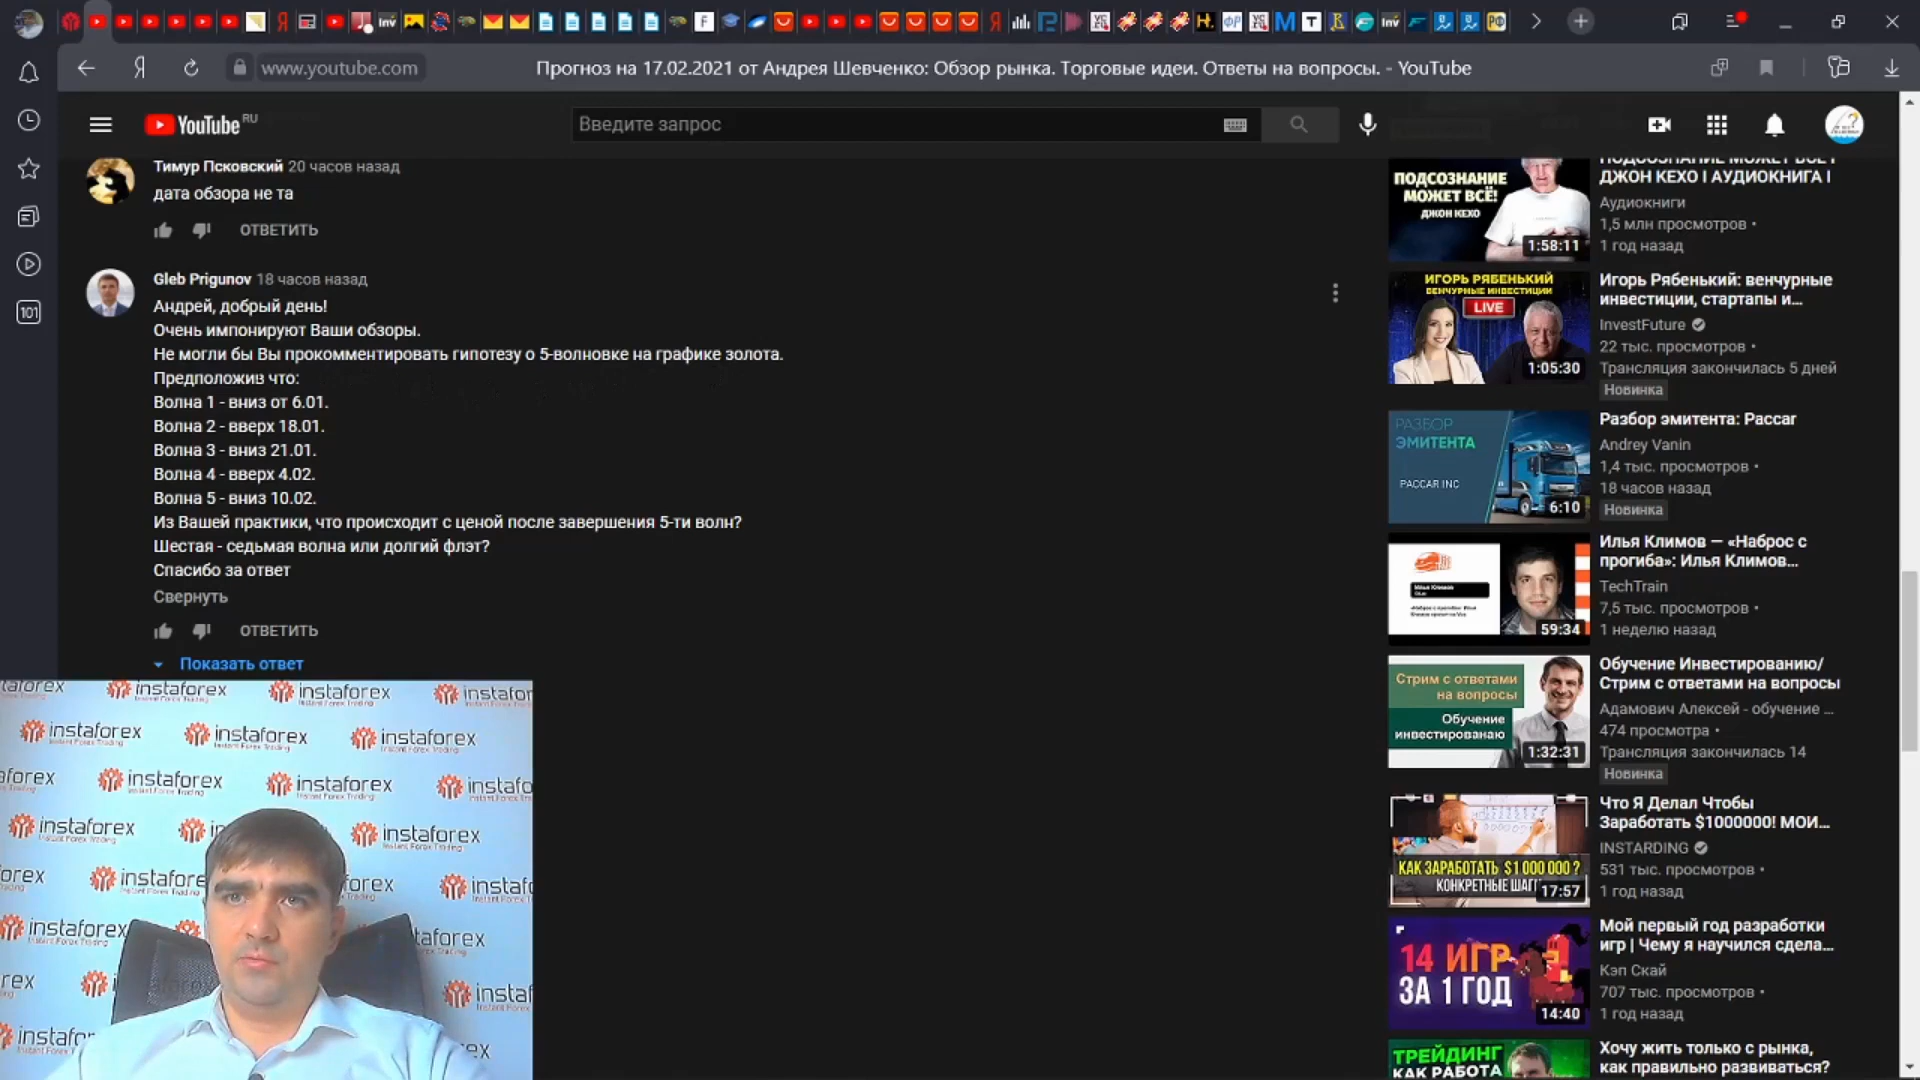 www.youtube.com
Прогноз на 17.02.2021 от Андрея Шевченко: Обзор рынка. Торговые идеи. Ответы на вопросы. - YouTube
YouTube RU
Введите запрос
Тимур Псковский 20 часов назад
дата обзора не та
ОТВЕТИТЬ
Gleb Prigunov 18 часов назад
Андрей, добрый день!
Очень импонируют Ваши обзоры.
Не могли бы Вы прокомментировать гипотезу о 5-волновке на графике золота.
Предположив что:
Волна 1 - вниз от 6.01.
Волна 2 - вверх 18.01.
Волна 3 - вниз 21.01.
Волна 4 - вверх 4.02.
Волна 5 - вниз 10.02.
Из Вашей практики, что происходит с ценой после завершения 5-ти волн?
Шестая - седьмая волна или долгий флэт?
Спасибо за ответ
Свернуть
ОТВЕТИТЬ
Показать ответ
101
ПОДСОЗНАНИЕ
МОЖЕТ ВСЁ!
ДЖОН КЕХО
1:58:11
ПОДСОЗНАНИЕ МОЖЕТ ВСЁ I
ДЖОН КЕХО I АУДИОКНИГА I
Аудиокниги
1,5 млн просмотров •
1 год назад
ИГОРЬ РЯБЕНЬКИЙ
ВЕНЧУРНЫЕ ИНВЕСТИЦИИ
LIVE
1:05:30
Игорь Рябенький: венчурные
инвестиции, стартапы и...
InvestFuture
22 тыс. просмотров •
Трансляция закончилась 5 дней
Новинка
РАЗБОР
ЭМИТЕНТА
PACCAR INC
6:10
Разбор эмитента: Paccar
Andrey Vanin
1,4 тыс. просмотров •
18 часов назад
Новинка
59:34
Илья Климов — «Наброс с
прогиба»: Илья Климов...
TechTrain
7,5 тыс. просмотров •
1 неделю назад
Стрим с ответами
на вопросы
Обучение
инвестированаю
1:32:31
Обучение Инвестированию/
Стрим с ответами на вопросы
Адамович Алексей - обучение ...
474 просмотра •
Трансляция закончилась 14
Новинка
КАК ЗАРАБОТАТЬ $1 000 000 ?
КОНКРЕТНЫЕ ШАГ
17:57
Что Я Делал Чтобы
Заработать $1000000! МОИ...
INSTARDING
531 тыс. просмотров •
1 год назад
14 ИГР
ЗА 1 ГОД
14:40
Мой первый год разработки
игр | Чему я научился сдела...
Кэп Скай
707 тыс. просмотров •
1 год назад
ТРЕЙДИНГ
КАК РАБОТА
Хочу жить только с рынка,
как правильно развиваться?
instaforex
Instant Forex Trading